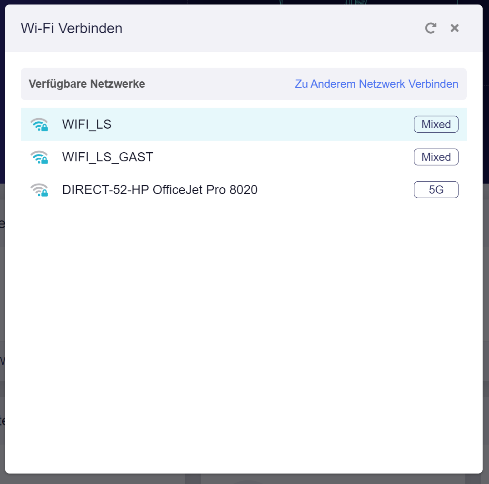 Wi-Fi Verbinden
Verfügbare Netzwerke Zu Anderem Netzwerk Verbinden
WIFI_LS Mixed
WIFI_LS_GAST Mixed
DIRECT-52-HP OfficeJet Pro 8020 5G